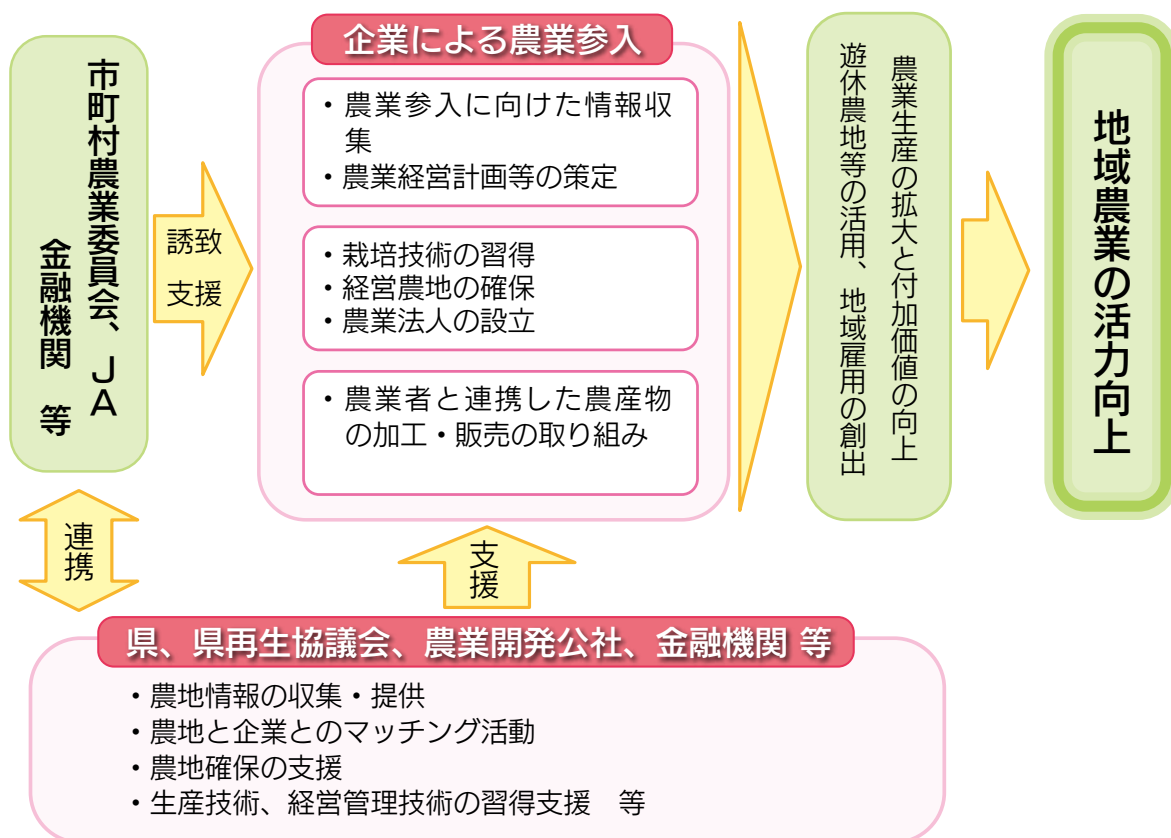 市町村農業委員会、ＪＡ
金融機関　等
誘致
支援
企業による農業参入
・農業参入に向けた情報収
集
・農業経営計画等の策定
・栽培技術の習得
・経営農地の確保
・農業法人の設立
・農業者と連携した農産物
の加工・販売の取り組み
農業生産の拡大と付加価値の向上
遊休農地等の活用、地域雇用の創出
地域農業の活力向上
連携
支援
県、県再生協議会、農業開発公社、金融機関 等
・農地情報の収集・提供
・農地と企業とのマッチング活動
・農地確保の支援
・生産技術、経営管理技術の習得支援　等